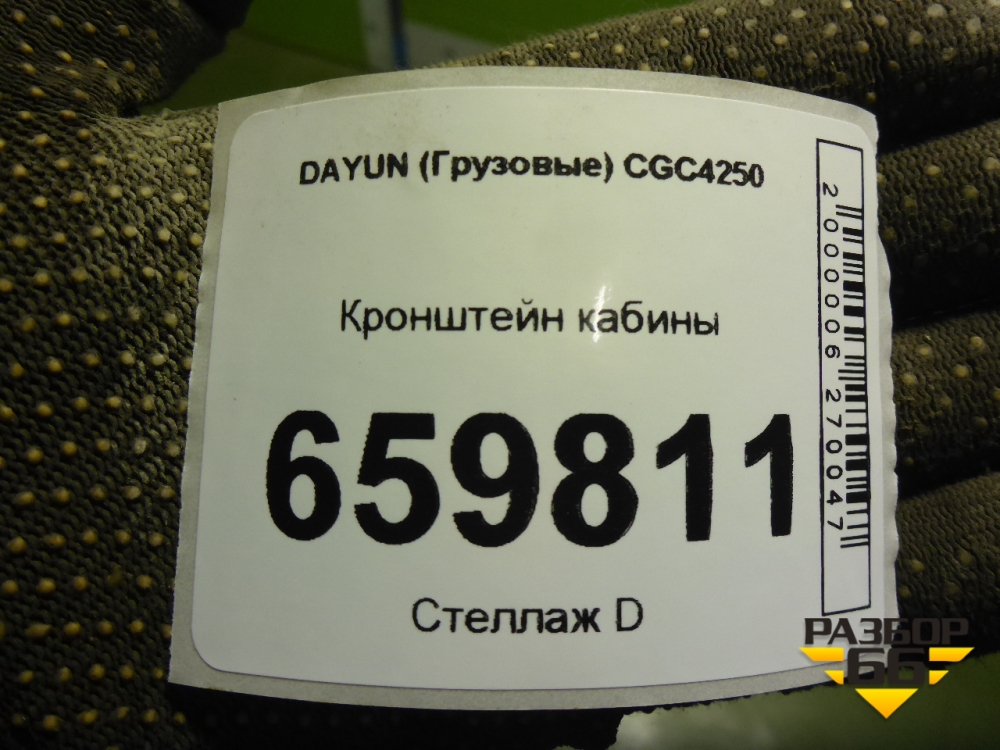 DAYUN (Грузовые) CGC4250
Кронштейн кабины
659811
Стеллаж D
2000006270047
РАЗБОР
66